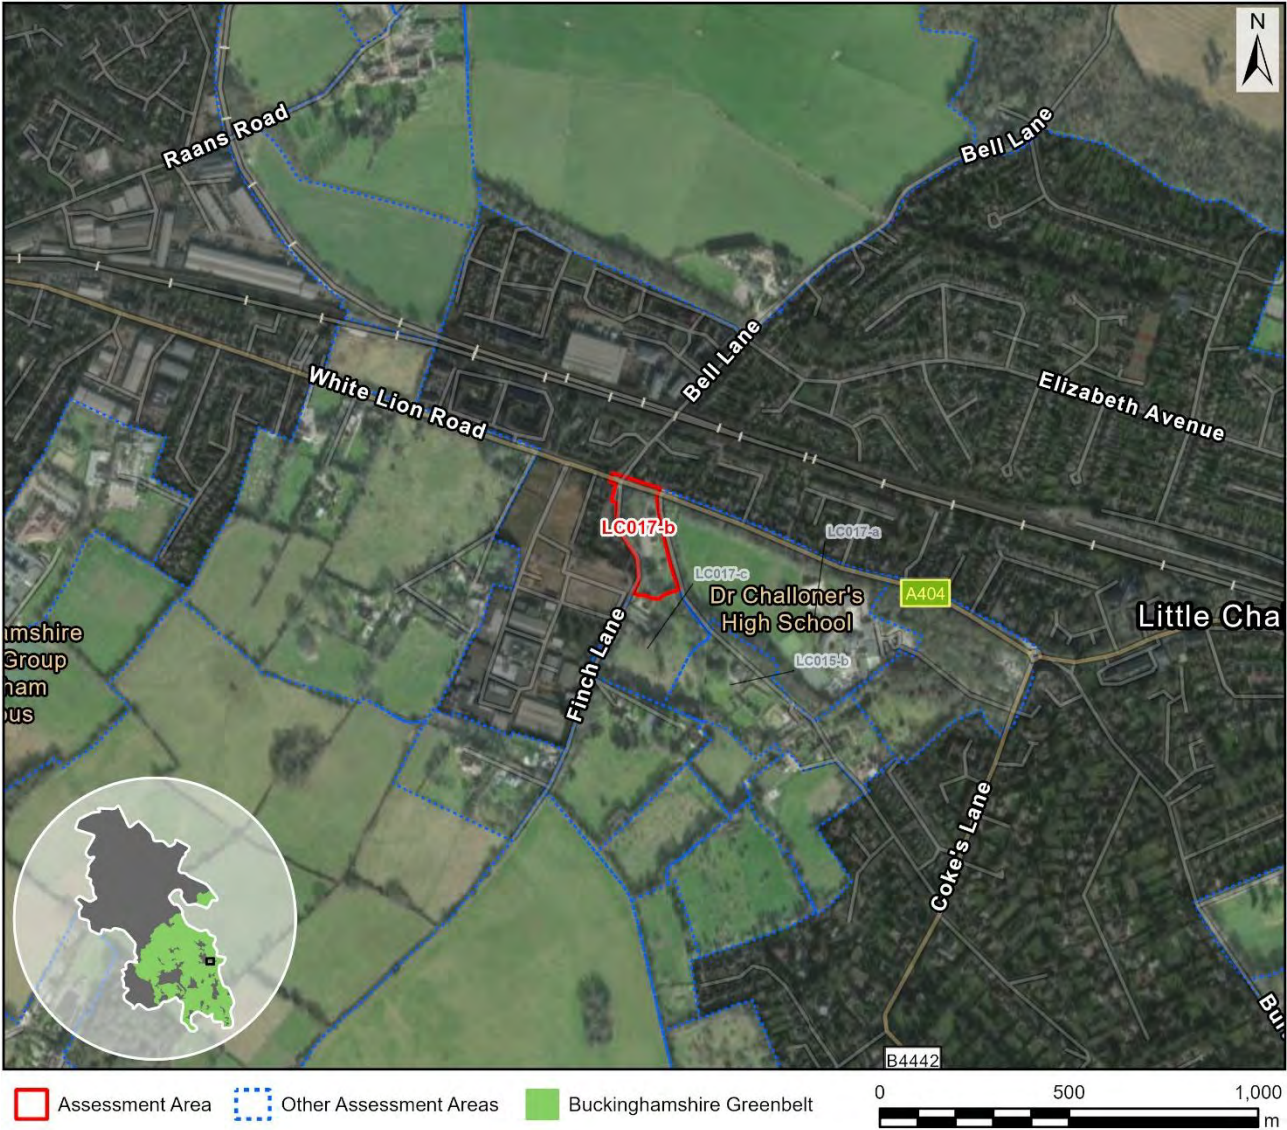 N
Raans Road
Bell Lane
Bell Lane
White Lion Road
Elizabeth Avenue
LC017-b
LC017-a
LC017-c
Dr Challoner's
High School
A404
Little Cha
LC015-b
amshire
Group
ham
ous
Finch Lane
Coke's Lane
Bu
B4442
Assessment Area
Other Assessment Areas
Buckinghamshire Greenbelt
0 500 1,000
m